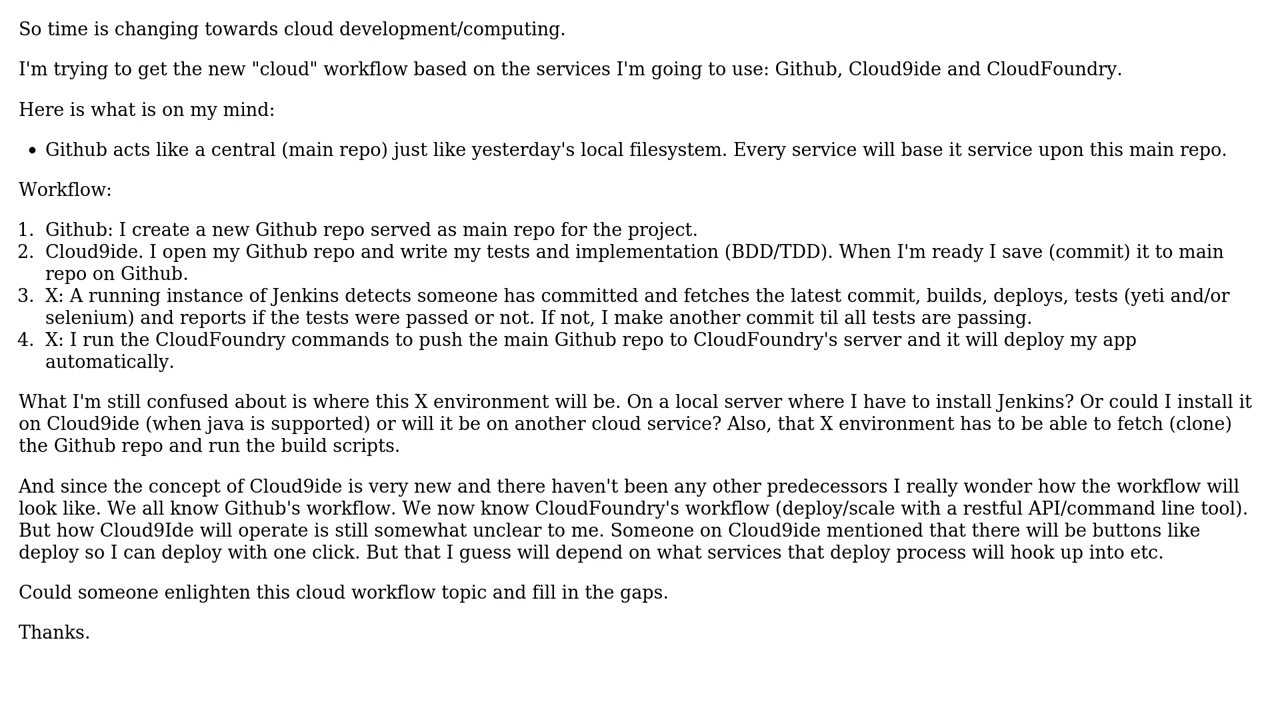 So time is changing towards cloud development/computing.
I'm trying to get the new "cloud" workflow based on the services I'm going to use: Github, Cloud9ide and CloudFoundry.
Here is what is on my mind:
• Github acts like a central (main repo) just like yesterday's local filesystem. Every service will base it service upon this main repo.
Workflow:
1. Github: I create a new Github repo served as main repo for the project.
2. Cloud9ide. I open my Github repo and write my tests and implementation (BDD/TDD). When I'm ready I save (commit) it to main
repo on Github.
3. X: A running instance of Jenkins detects someone has committed and fetches the latest commit, builds, deploys, tests (yeti and/or
selenium) and reports if the tests were passed or not. If not, I make another commit til all tests are passing.
4. X: I run the CloudFoundry commands to push the main Github repo to CloudFoundry's server and it will deploy my app
automatically.
What I'm still confused about is where this X environment will be. On a local server where I have to install Jenkins? Or could I install it
on Cloud9ide (when java is supported) or will it be on another cloud service? Also, that X environment has to be able to fetch (clone)
the Github repo and run the build scripts.
And since the concept of Cloud9ide is very new and there haven't been any other predecessors I really wonder how the workflow will
look like. We all know Github's workflow. We now know CloudFoundry's workflow (deploy/scale with a restful API/command line tool).
But how Cloud9Ide will operate is still somewhat unclear to me. Someone on Cloud9ide mentioned that there will be buttons like
deploy so I can deploy with one click. But that I guess will depend on what services that deploy process will hook up into etc.
Could someone enlighten this cloud workflow topic and fill in the gaps.
Thanks.